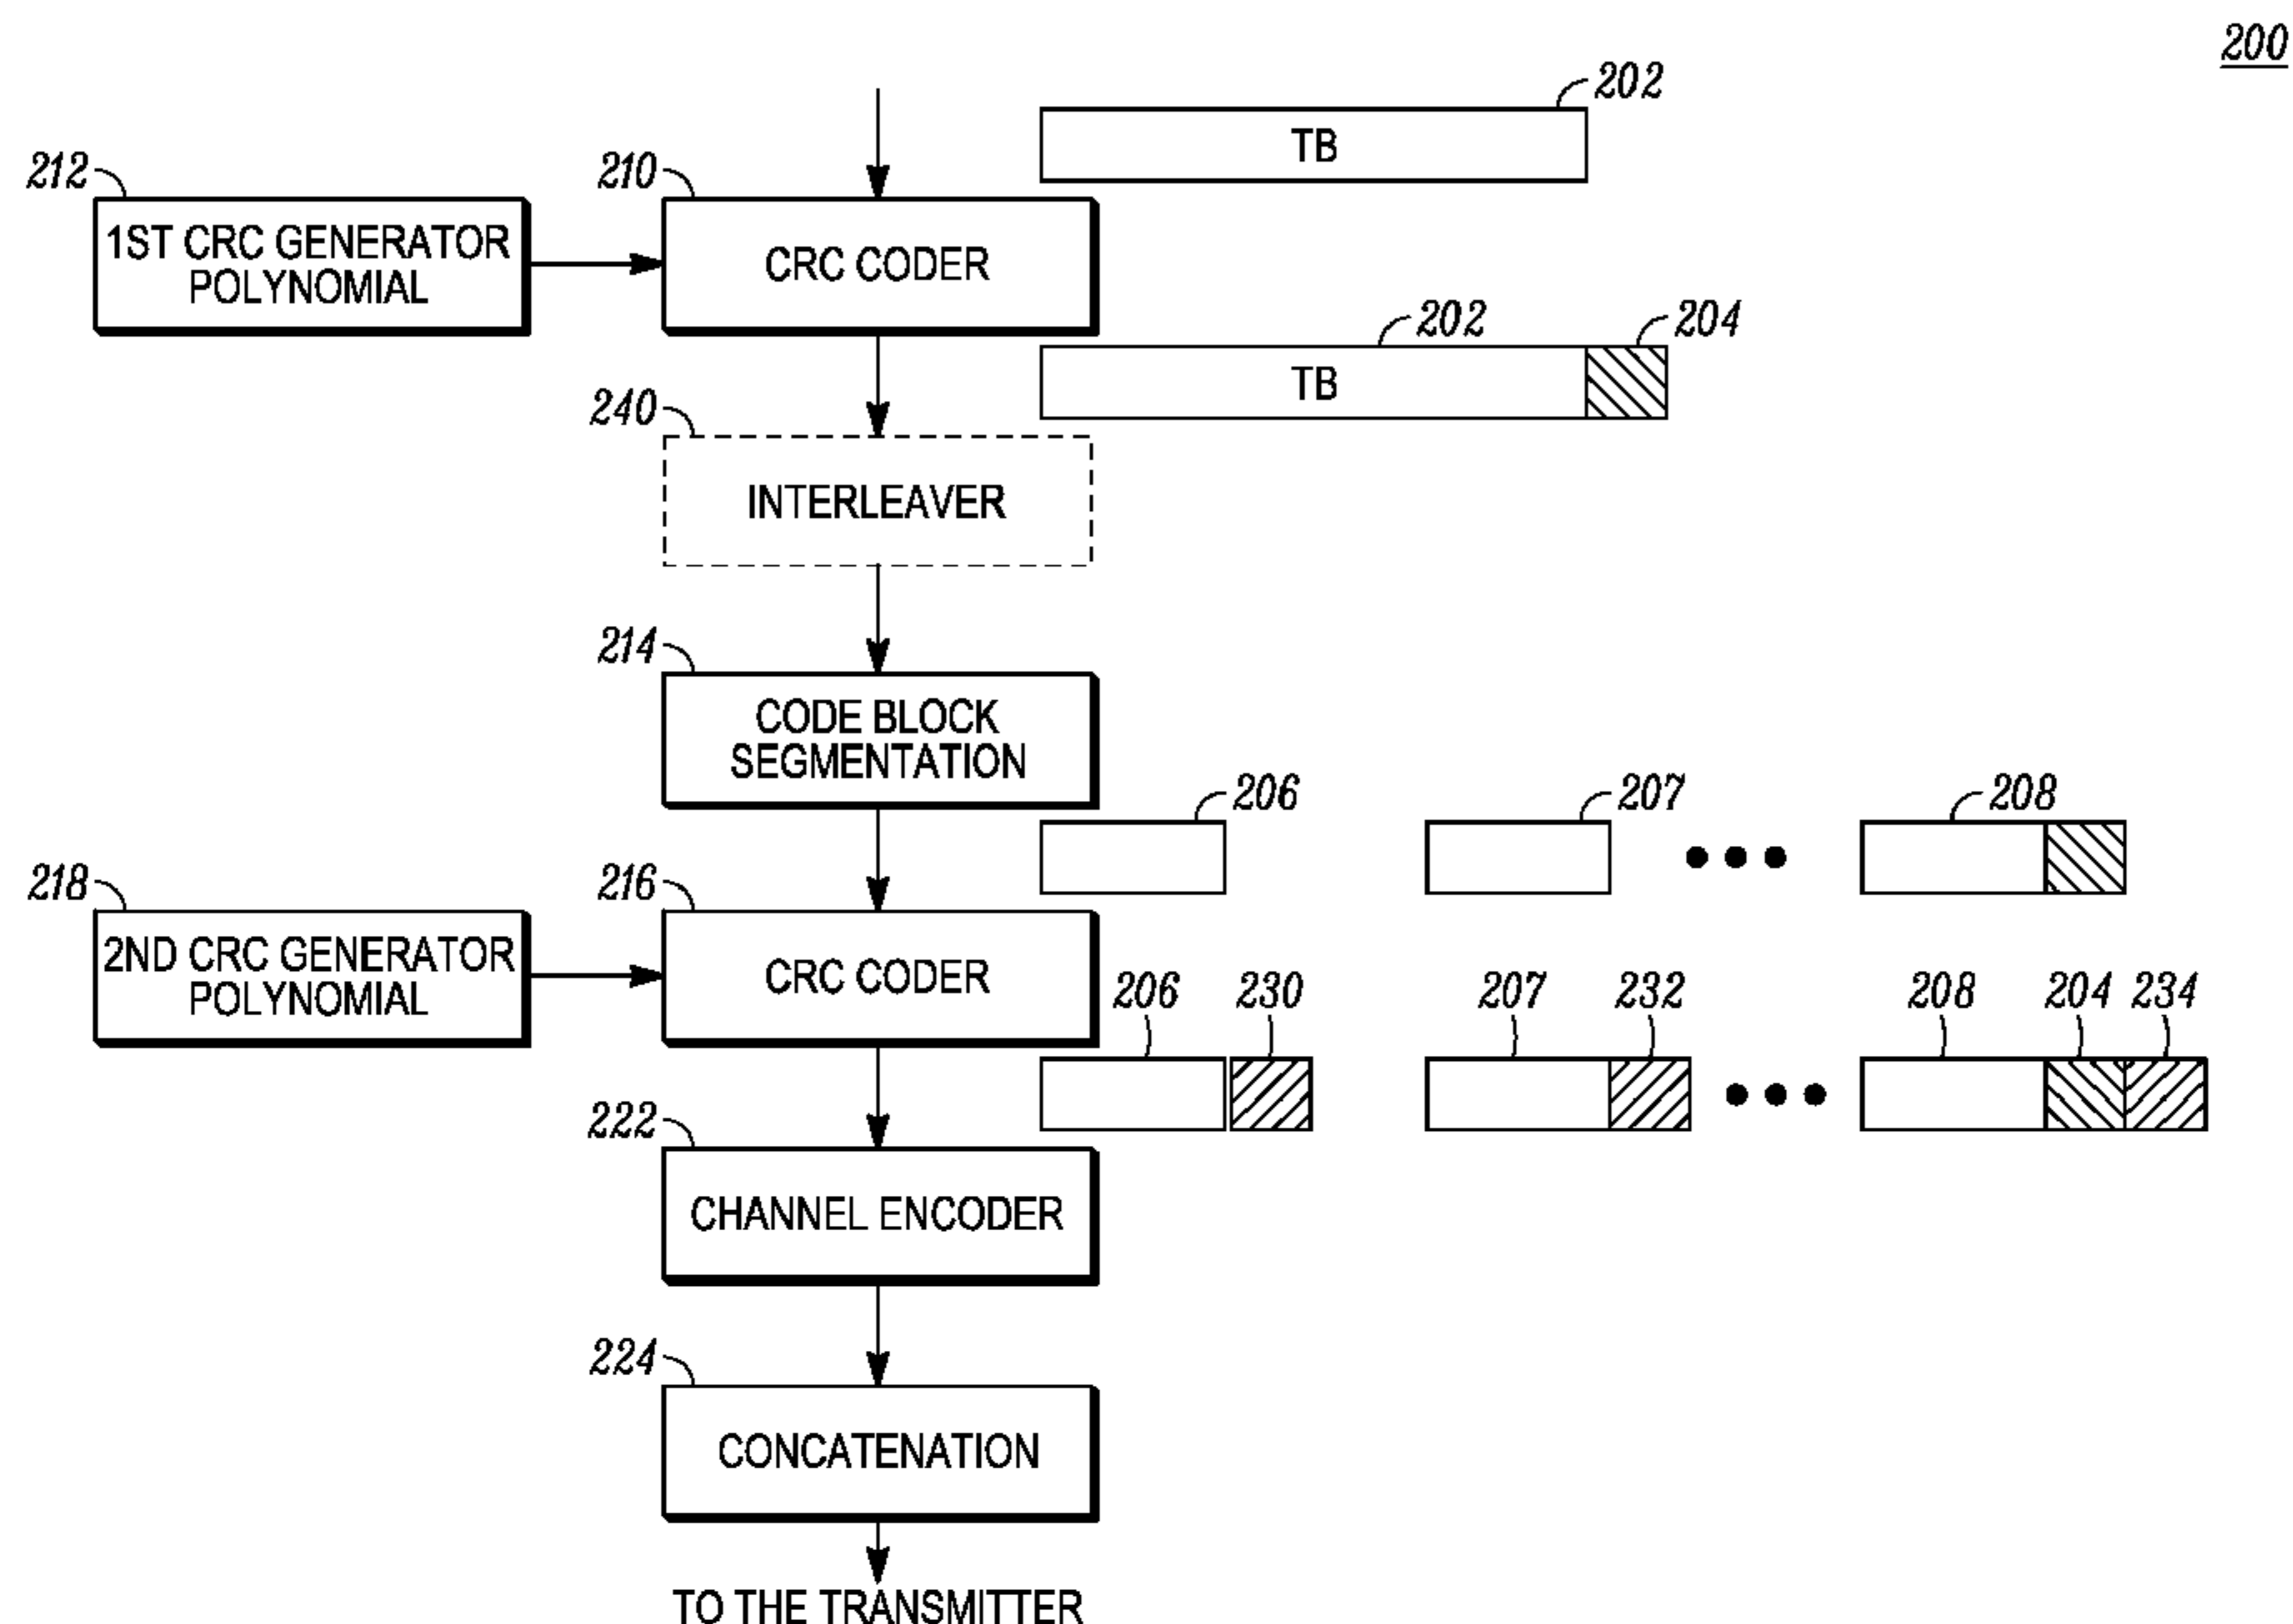 200
202
TB
212
210
1ST CRC GENERATOR
POLYNOMIAL
CRC CODER
202
204
TB
240
INTERLEAVER
214
CODE BLOCK
SEGMENTATION
206
207
208
218
216
2ND CRC GENERATOR
POLYNOMIAL
CRC CODER
206
230
207
232
208
204
234
222
CHANNEL ENCODER
224
CONCATENATION
TO THE TRANSMITTER